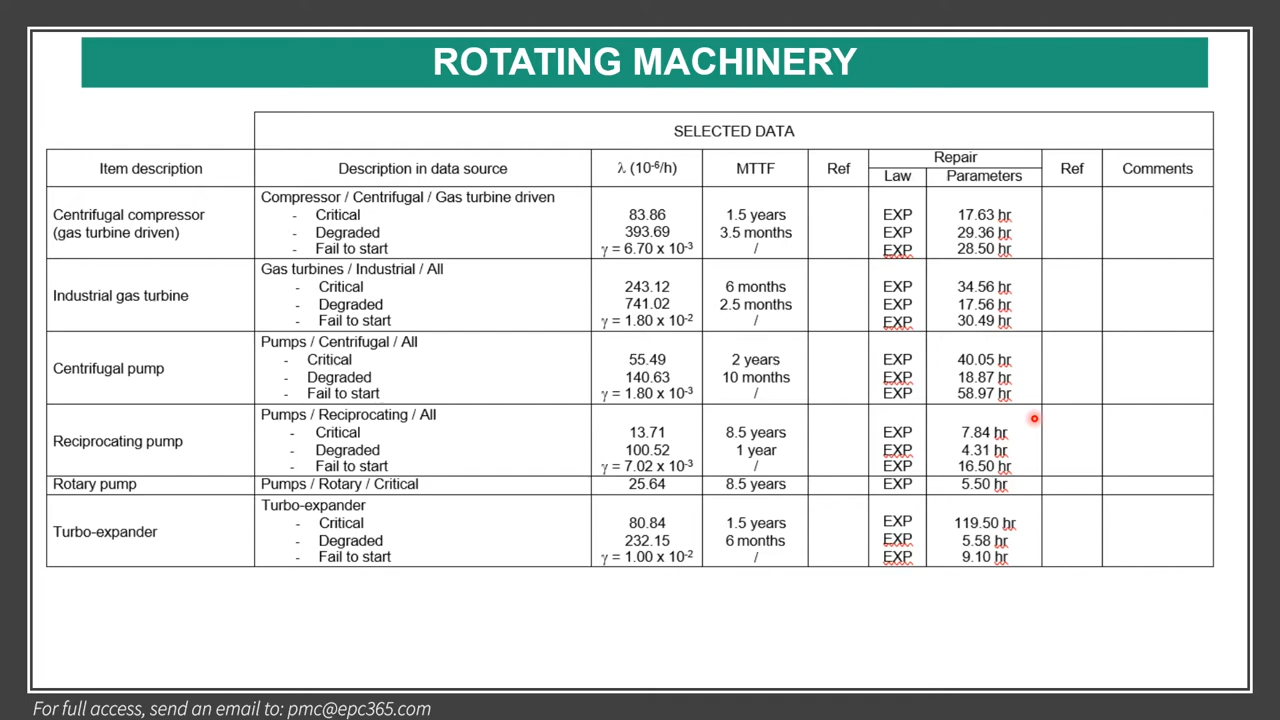 ROTATING MACHINERY
SELECTED DATA
Item description Description in data source λ (10-6/h) MTTF Ref Repair Ref Comments
Law Parameters
Centrifugal compressor (gas turbine driven)
Compressor / Centrifugal / Gas turbine driven
- Critical 83.86 1.5 years EXP 17.63 hr
- Degraded 393.69 3.5 months EXP 29.36 hr
- Fail to start γ = 6.70 x 10-3 / EXP 28.50 hr
Industrial gas turbine
Gas turbines / Industrial / All
- Critical 243.12 6 months EXP 34.56 hr
- Degraded 741.02 2.5 months EXP 17.56 hr
- Fail to start γ = 1.80 x 10-2 / EXP 30.49 hr
Centrifugal pump
Pumps / Centrifugal / All
- Critical 55.49 2 years EXP 40.05 hr
- Degraded 140.63 10 months EXP 18.87 hr
- Fail to start γ = 1.80 x 10-3 / EXP 58.97 hr
Reciprocating pump
Pumps / Reciprocating / All
- Critical 13.71 8.5 years EXP 7.84 hr
- Degraded 100.52 1 year EXP 4.31 hr
- Fail to start γ = 7.02 x 10-3 / EXP 16.50 hr
Rotary pump Pumps / Rotary / Critical 25.64 8.5 years EXP 5.50 hr
Turbo-expander
Turbo-expander
- Critical 80.84 1.5 years EXP 119.50 hr
- Degraded 232.15 6 months EXP 5.58 hr
- Fail to start γ = 1.00 x 10-2 / EXP 9.10 hr
For full access, send an email to: pmc@epc365.com